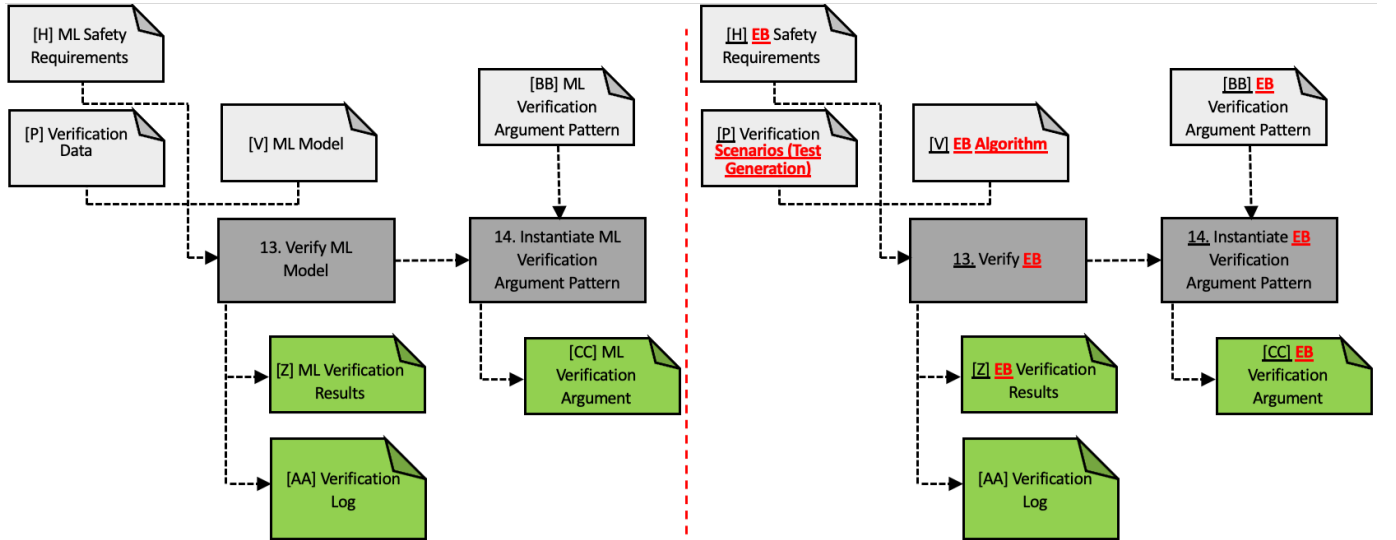 [H] ML Safety
Requirements
[P] Verification
Data
[V] ML Model
[BB] ML
Verification
Argument Pattern
13. Verify ML
Model
14. Instantiate ML
Verification
Argument Pattern
[Z] ML Verification
Results
[CC] ML
Verification
Argument
[AA] Verification
Log
[H] EB Safety
Requirements
[P] Verification
Scenarios (Test
Generation)
[V] EB Algorithm
[BB] EB
Verification
Argument Pattern
13. Verify EB
14. Instantiate EB
Verification
Argument Pattern
[Z] EB Verification
Results
[CC] EB
Verification
Argument
[AA] Verification
Log